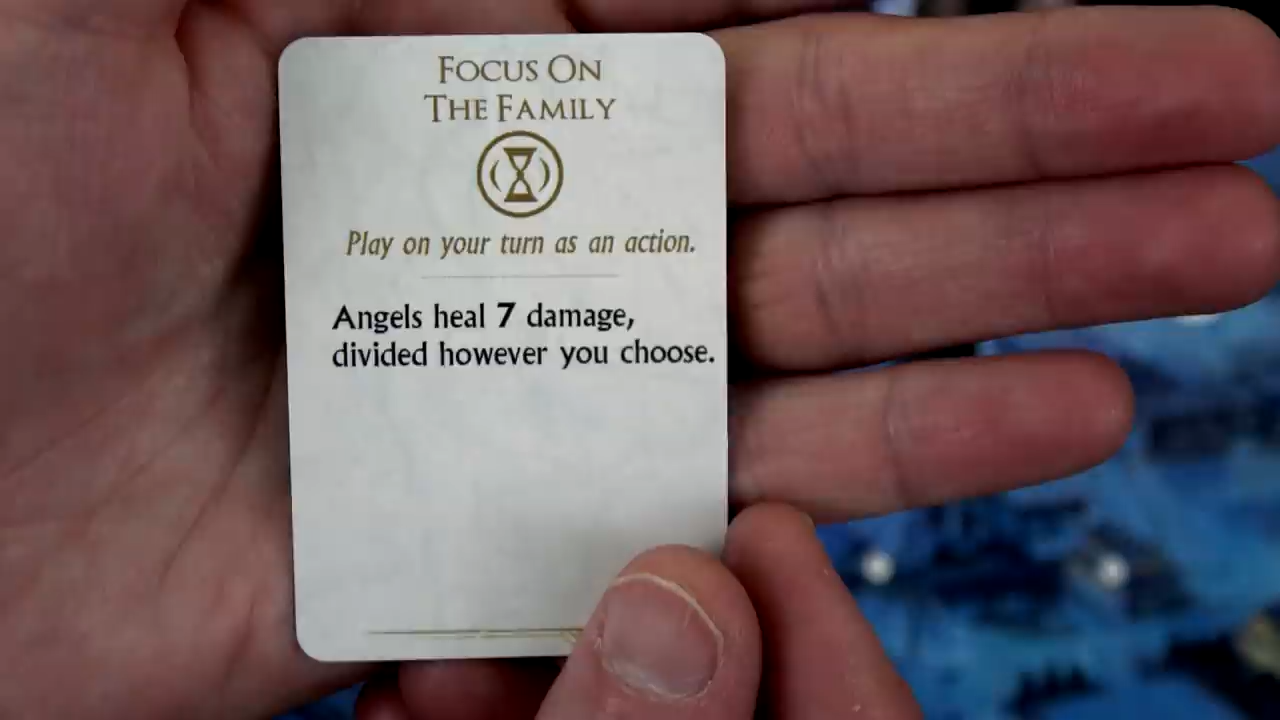 Focus On
The Family
Play on your turn as an action.
Angels heal 7 damage,
divided however you choose.